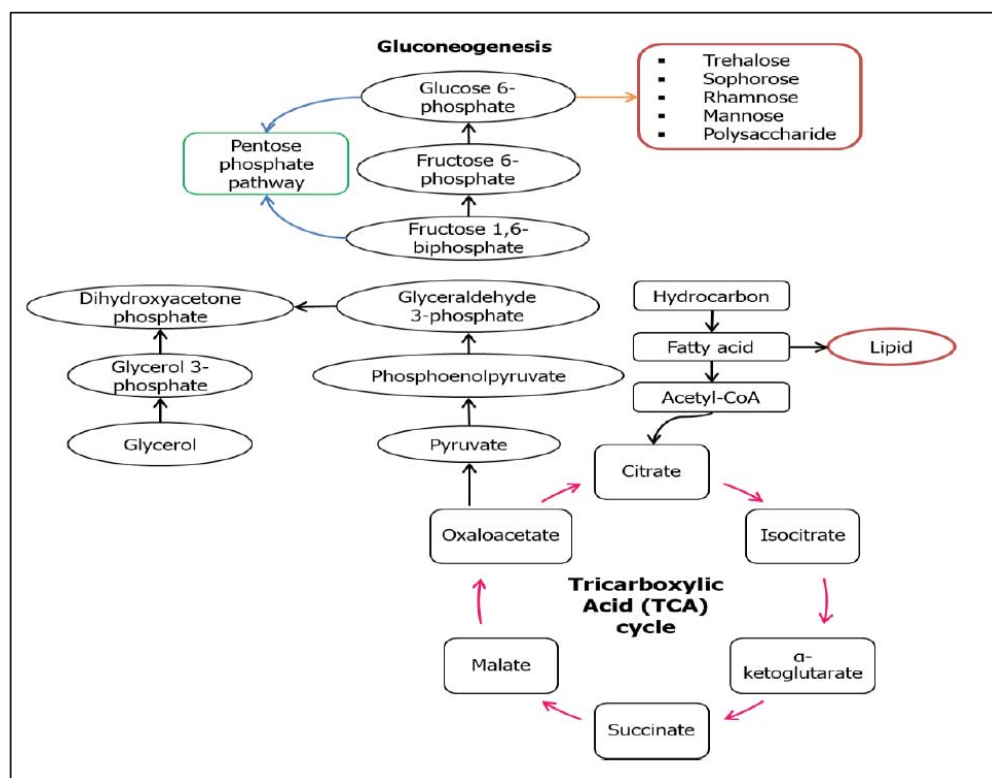 Gluconeogenesis
Glucose 6-
phosphate
▪ Trehalose
▪ Sophorose
▪ Rhamnose
▪ Mannose
▪ Polysaccharide
Pentose
phosphate
pathway
Fructose 6-
phosphate
Fructose 1,6-
biphosphate
Dihydroxyacetone
phosphate
Glyceraldehyde
3-phosphate
Hydrocarbon
Fatty acid
Lipid
Glycerol 3-
phosphate
Phosphoenolpyruvate
Acetyl-CoA
Glycerol
Pyruvate
Citrate
Oxaloacetate
Isocitrate
Tricarboxylic
Acid (TCA)
cycle
Malate
α-
ketoglutarate
Succinate